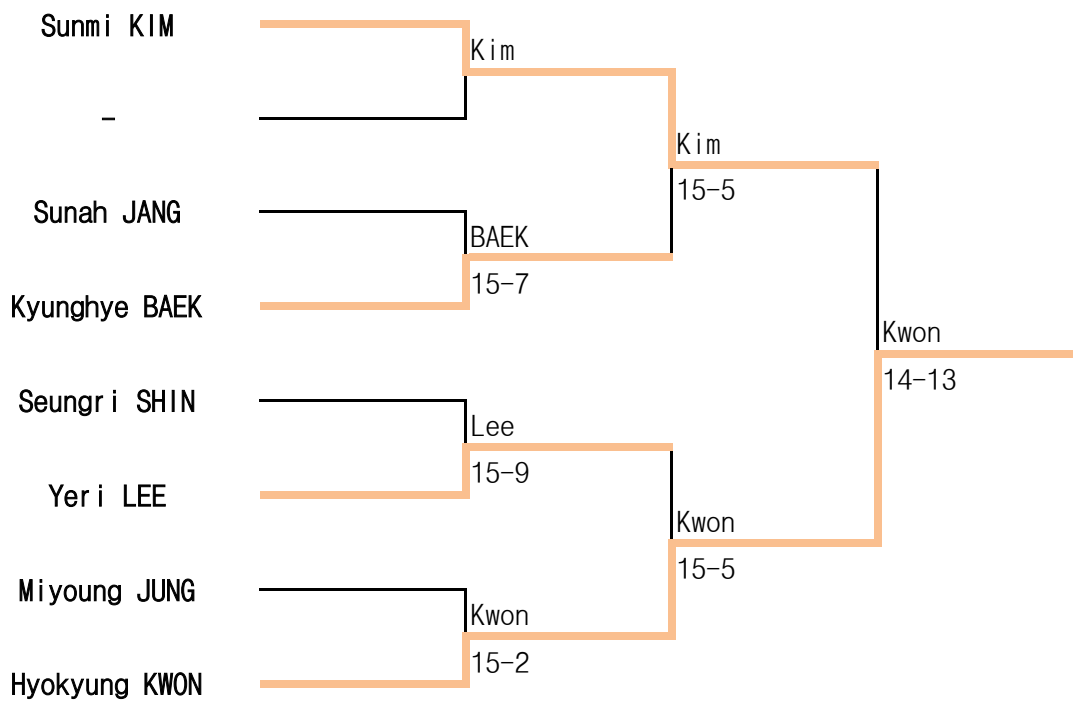 Sunmi KIM
Kim
-
Kim
15-5
Sunah JANG
BAEK
15-7
Kyunghye BAEK
Kwon
14-13
Seungri SHIN
Lee
15-9
Yeri LEE
Kwon
15-5
Miyoung JUNG
Kwon
15-2
Hyokyung KWON